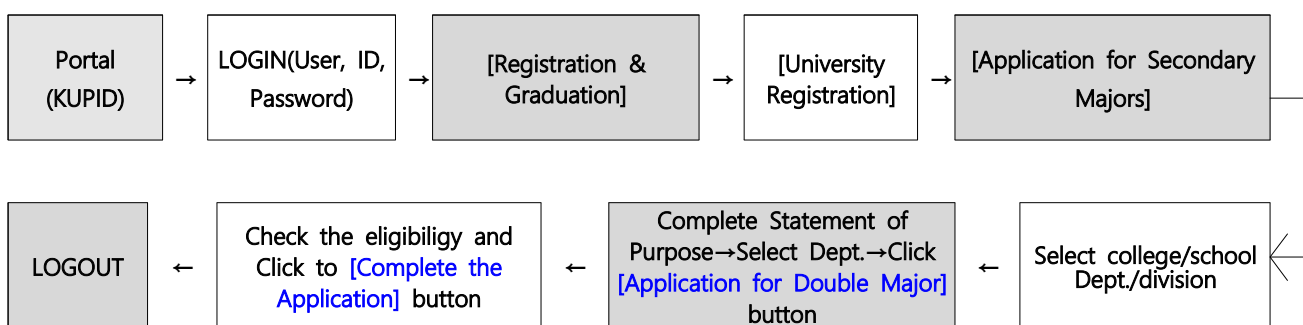 Portal
(KUPID)
→
LOGIN(User, ID,
Password)
→
[Registration &
Graduation]
→
[University
Registration]
→
[Application for Secondary
Majors]
Select college/school
Dept./division
←
Complete Statement of
Purpose→Select Dept.→Click
[Application for Double Major]
button
←
Check the eligibiligy and
Click to [Complete the
Application] button
←
LOGOUT